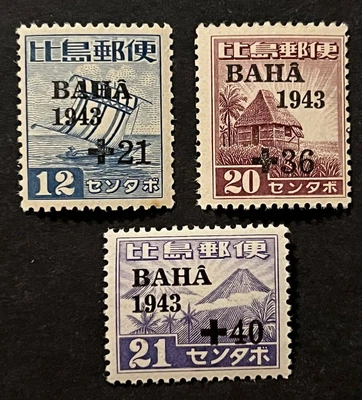 比島郵便
BAHÂ
1943
+21
12 センタボ
比島郵便
BAHÂ
1943
+36
20 センタボ
比島郵便
BAHÂ
1943
+40
21 センタボ